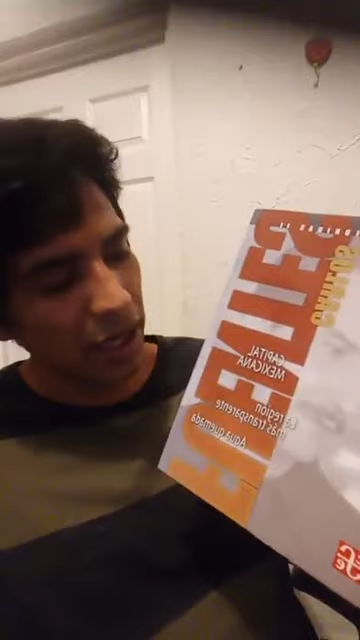 CARLOS
FUENTES
CAPITAL
MEXICANA
La región
más transparente
Agua quemada